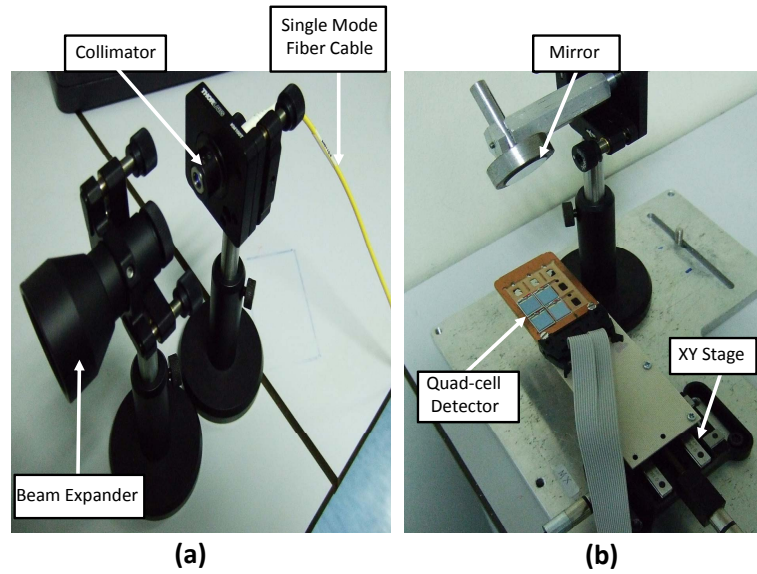 Collimator
Single Mode
Fiber Cable
Beam Expander
(a)
Mirror
Quad-cell
Detector
XY Stage
(b)